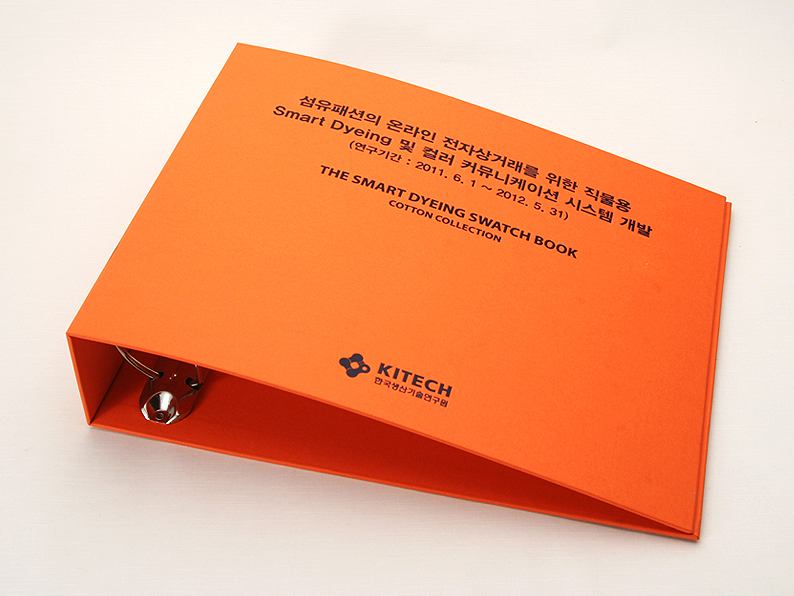 섬유패션의 온라인 전자상거래를 위한 직물용
Smart Dyeing 및 컬러 커뮤니케이션 시스템 개발
(연구기간 : 2011. 6. 1 ~ 2012. 5. 31)
THE SMART DYEING SWATCH BOOK
COTTON COLLECTION
KITECH
한국생산기술연구원